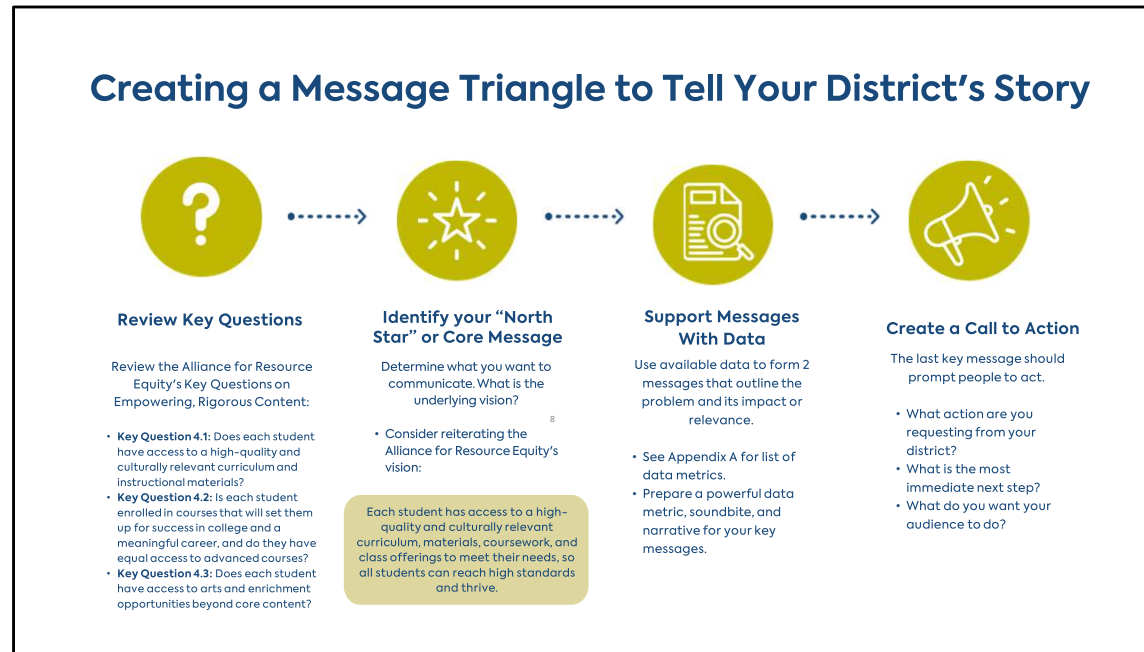 Creating a Message Triangle to Tell Your District's Story
Review Key Questions
Review the Alliance for Resource
Equity's Key Questions on
Empowering, Rigorous Content:
• Key Question 4.1: Does each student
have access to a high-quality and
culturally relevant curriculum and
instructional materials?
• Key Question 4.2: Is each student
enrolled in courses that will set them
up for success in college and a
meaningful career, and do they have
equal access to advanced courses?
• Key Question 4.3: Does each student
have access to arts and enrichment
opportunities beyond core content?
Identify your “North
Star” or Core Message
Determine what you want to
communicate. What is the
underlying vision?
8
• Consider reiterating the
Alliance for Resource Equity's
vision:
Each student has access to a high-
quality and culturally relevant
curriculum, materials, coursework, and
class offerings to meet their needs, so
all students can reach high standards
and thrive.
Support Messages
With Data
Use available data to form 2
messages that outline the
problem and its impact or
relevance.
• See Appendix A for list of
data metrics.
• Prepare a powerful data
metric, soundbite, and
narrative for your key
messages.
Create a Call to Action
The last key message should
prompt people to act.
• What action are you
requesting from your
district?
• What is the most
immediate next step?
• What do you want your
audience to do?